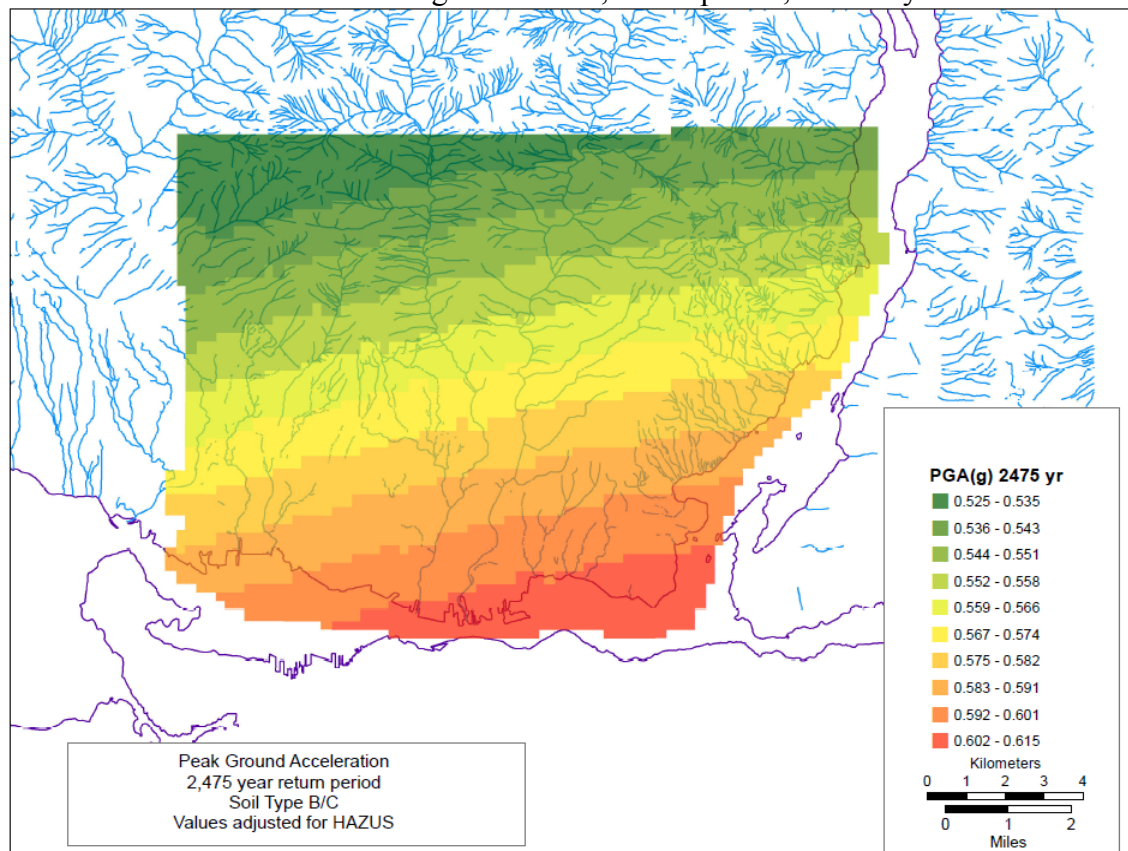 PGA(g) 2475 yr
0.525 - 0.535
0.536 - 0.543
0.544 - 0.551
0.552 - 0.558
0.559 - 0.566
0.567 - 0.574
0.575 - 0.582
0.583 - 0.591
0.592 - 0.601
0.602 - 0.615
Kilometers
0 1 2 3 4
0 1 2
Miles
Peak Ground Acceleration
2,475 year return period
Soil Type B/C
Values adjusted for HAZUS